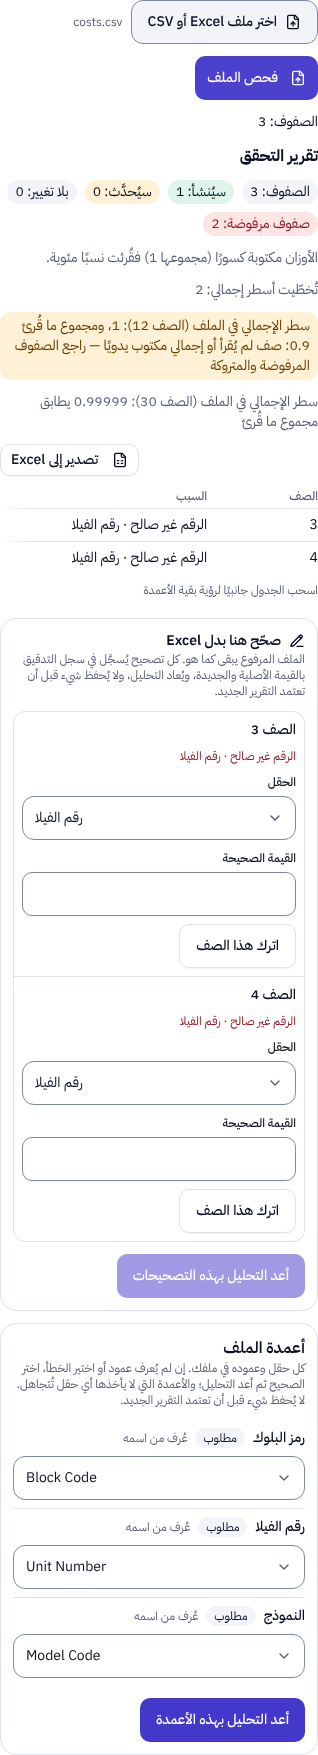 اختر ملف Excel أو CSV
costs.csv
فحص الملف
الصفوف: 3
تقرير التحقق
الصفوف: 3
سيُنشأ: 1
سيُحدَّث: 0
بلا تغيير: 0
صفوف مرفوضة: 2
الأوزان مكتوبة كسورًا (مجموعها 1) فقُرئت نسبًا مئوية.
تُخطّيت أسطر إجمالي: 2
سطر الإجمالي في الملف (الصف 12): 1، ومجموع ما قُرئ
0.9: صف لم يُقرأ أو إجمالي مكتوب يدويًا — راجع الصفوف
المرفوضة والمتروكة
سطر الإجمالي في الملف (الصف 30): 0.99999 يطابق
مجموع ما قُرئ
تصدير إلى Excel
الصف السبب
3 الرقم غير صالح · رقم الفيلا
4 الرقم غير صالح · رقم الفيلا
اسحب الجدول جانبيًا لرؤية بقية الأعمدة
صحّح هنا بدل Excel
الملف المرفوع يبقى كما هو. كل تصحيح يُسجَّل في سجل التدقيق
بالقيمة الأصلية والجديدة، ويُعاد التحليل، ولا يُحفظ شيء قبل أن
تعتمد التقرير الجديد.
الصف 3
الرقم غير صالح · رقم الفيلا
الحقل
رقم الفيلا
القيمة الصحيحة
اترك هذا الصف
الصف 4
الرقم غير صالح · رقم الفيلا
الحقل
رقم الفيلا
القيمة الصحيحة
اترك هذا الصف
أعد التحليل بهذه التصحيحات
أعمدة الملف
كل حقل وعموده في ملفك. إن لم يُعرف عمود أو اختير الخطأ، اختر
الصحيح ثم أعد التحليل؛ والأعمدة التي لا يأخذها أي حقل تُتجاهل.
لا يُحفظ شيء قبل أن تعتمد التقرير الجديد.
رمز البلوك مطلوب عُرف من اسمه
Block Code
رقم الفيلا مطلوب عُرف من اسمه
Unit Number
النموذج مطلوب عُرف من اسمه
Model Code
أعد التحليل بهذه الأعمدة